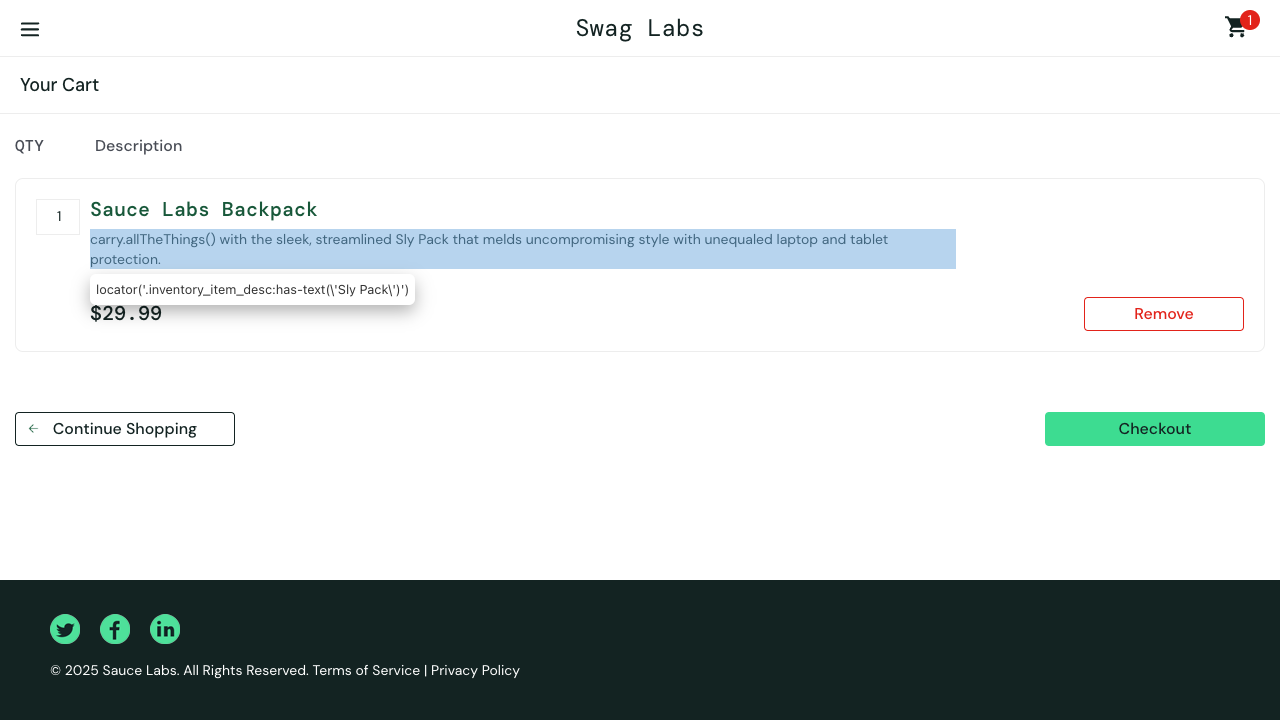 Swag Labs
1
Your Cart
QTY
Description
1
Sauce Labs Backpack
carry.allTheThings() with the sleek, streamlined Sly Pack that melds uncompromising style with unequaled laptop and tablet
protection.
locator('.inventory_item_desc:has-text(\'Sly Pack\')')
$29.99
Remove
Continue Shopping
Checkout
© 2025 Sauce Labs. All Rights Reserved. Terms of Service | Privacy Policy